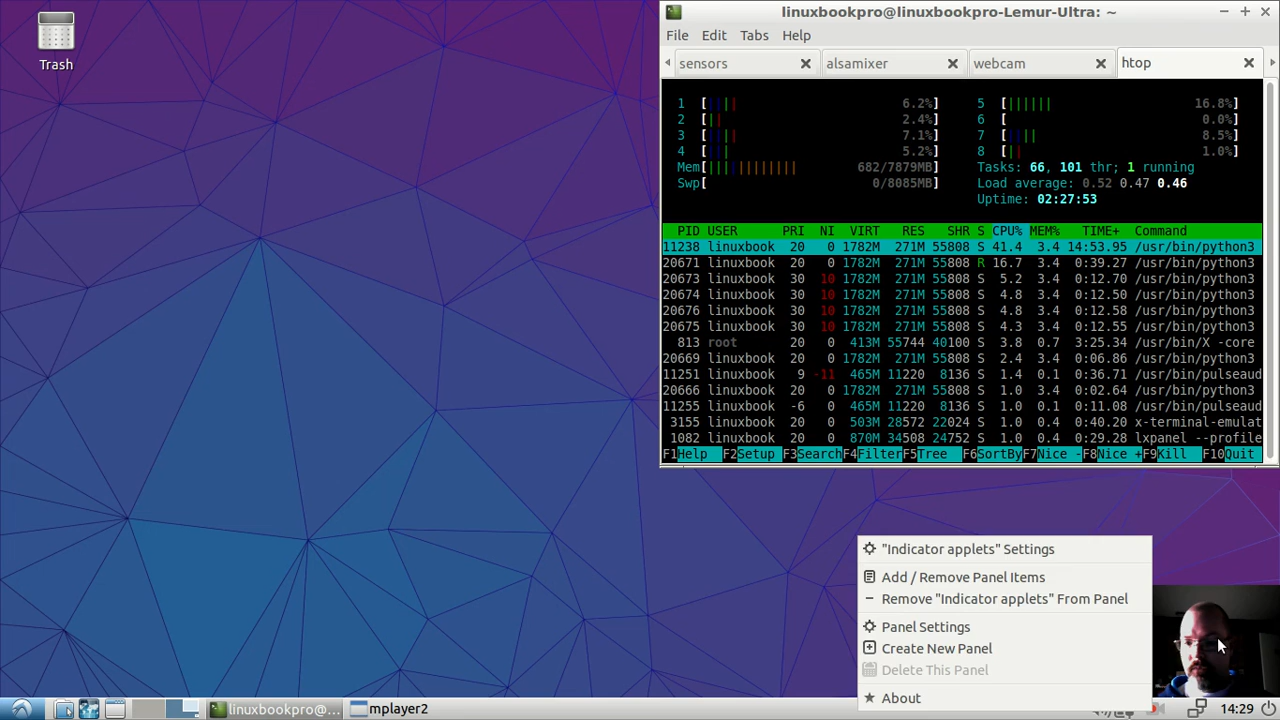 Trash
linuxbookpro@linuxbookpro-Lemur-Ultra: ~
File Edit Tabs Help
sensors alsamixer webcam htop
1 [|||| 6.2%] 5 [|||||| 16.8%]
2 [|| 2.4%] 6 [ 0.0%]
3 [|||| 7.1%] 7 [|||| 8.5%]
4 [||| 5.2%] 8 [|| 1.0%]
Mem[|||||||||||| 682/7879MB] Tasks: 66, 101 thr; 1 running
Swp[ 0/8085MB] Load average: 0.52 0.47 0.46
Uptime: 02:27:53
PID USER PRI NI VIRT RES SHR S CPU% MEM% TIME+ Command
11238 linuxbook 20 0 1782M 271M 55808 S 41.4 3.4 14:53.95 /usr/bin/python3
20671 linuxbook 20 0 1782M 271M 55808 R 16.7 3.4 0:39.27 /usr/bin/python3
20673 linuxbook 30 10 1782M 271M 55808 S 5.2 3.4 0:12.70 /usr/bin/python3
20674 linuxbook 30 10 1782M 271M 55808 S 4.8 3.4 0:12.50 /usr/bin/python3
20676 linuxbook 30 10 1782M 271M 55808 S 4.8 3.4 0:12.58 /usr/bin/python3
20675 linuxbook 30 10 1782M 271M 55808 S 4.3 3.4 0:12.55 /usr/bin/python3
813 root 20 0 413M 55744 40100 S 3.8 0.7 3:25.34 /usr/bin/X -core
20669 linuxbook 20 0 1782M 271M 55808 S 2.4 3.4 0:06.86 /usr/bin/python3
11251 linuxbook 9 -11 465M 11220 8136 S 1.4 0.1 0:36.71 /usr/bin/pulseaud
20666 linuxbook 20 0 1782M 271M 55808 S 1.0 3.4 0:02.64 /usr/bin/python3
11255 linuxbook -6 0 465M 11220 8136 S 1.0 0.1 0:11.08 /usr/bin/pulseaud
3155 linuxbook 20 0 503M 28572 22024 S 1.0 0.4 0:40.20 x-terminal-emulat
1082 linuxbook 20 0 870M 34508 24752 S 1.0 0.4 0:29.28 lxpanel --profile
F1Help F2Setup F3SearchF4FilterF5Tree F6SortByF7Nice -F8Nice +F9Kill F10Quit
"Indicator applets" Settings
Add / Remove Panel Items
Remove "Indicator applets" From Panel
Panel Settings
Create New Panel
Delete This Panel
About
linuxbookpro@... mplayer2 14:29